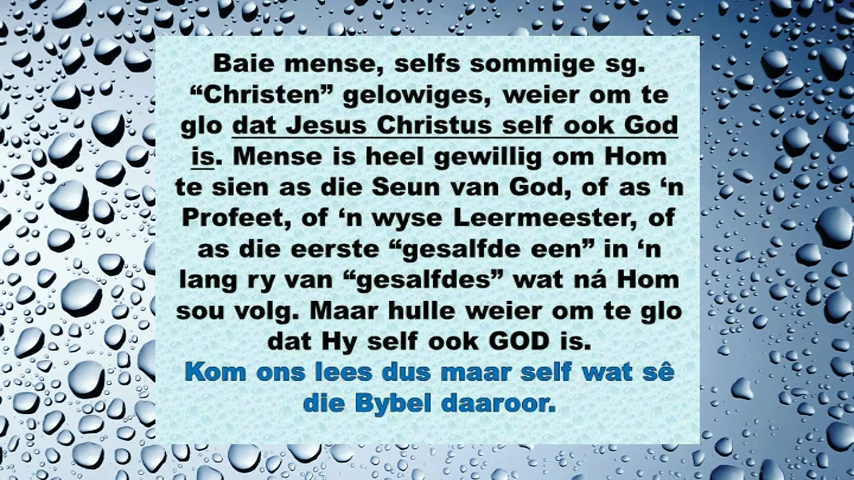 Baie mense, selfs sommige sg.
“Christen” gelowiges, weier om te
glo dat Jesus Christus self ook God
is. Mense is heel gewillig om Hom
te sien as die Seun van God, of as ‘n
Profeet, of ‘n wyse Leermeester, of
as die eerste “gesalfde een” in ‘n
lang ry van “gesalfdes” wat ná Hom
sou volg. Maar hulle weier om te glo
dat Hy self ook GOD is.
Kom ons lees dus maar self wat sê
die Bybel daaroor.